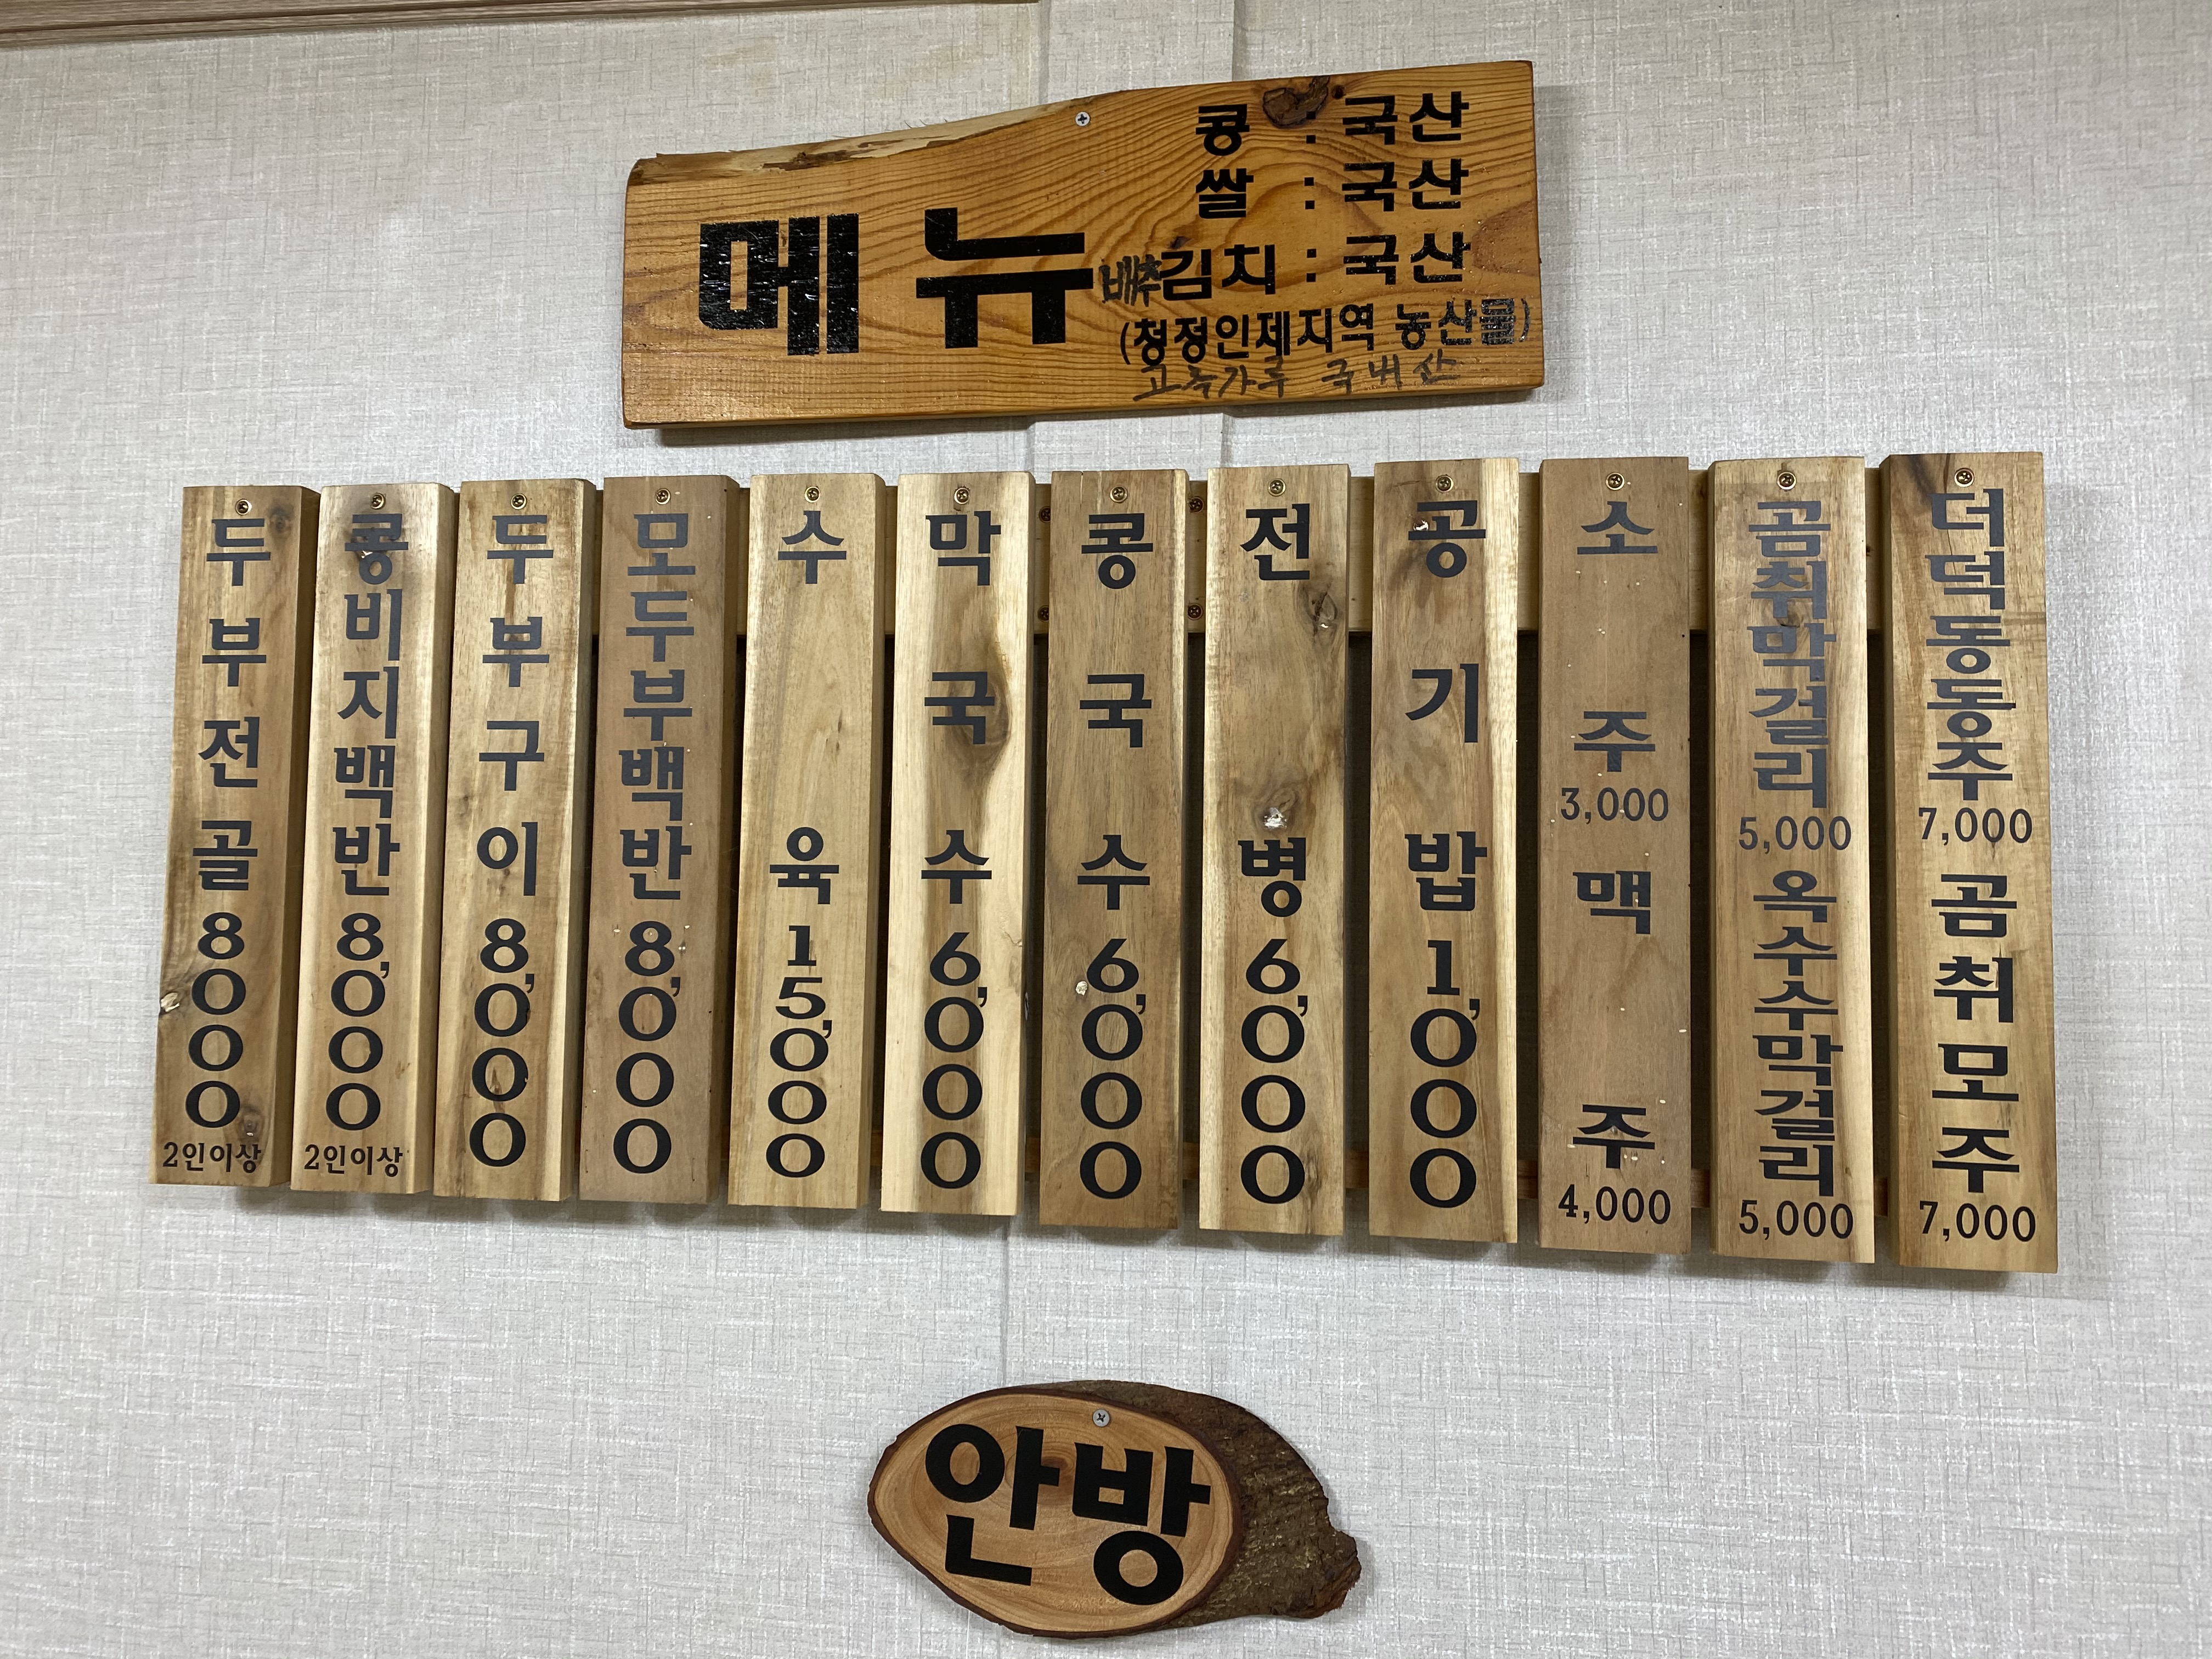 메뉴
콩 : 국산
쌀 : 국산
배추김치 : 국산
(청정인제지역 농산물)
고추가루 국내산
두부전골 8000
2인이상
콩비지백반 8,000
2인이상
두부구이 8,000
모두부백반 8,000
수육 15,000
막국수 6,000
콩국수 6,000
전병 6,000
공기밥 1,000
소주
3,000
맥주
4,000
곰취막걸리
5,000
옥수수막걸리
5,000
더덕동동주
7,000
곰취모주
7,000
안방